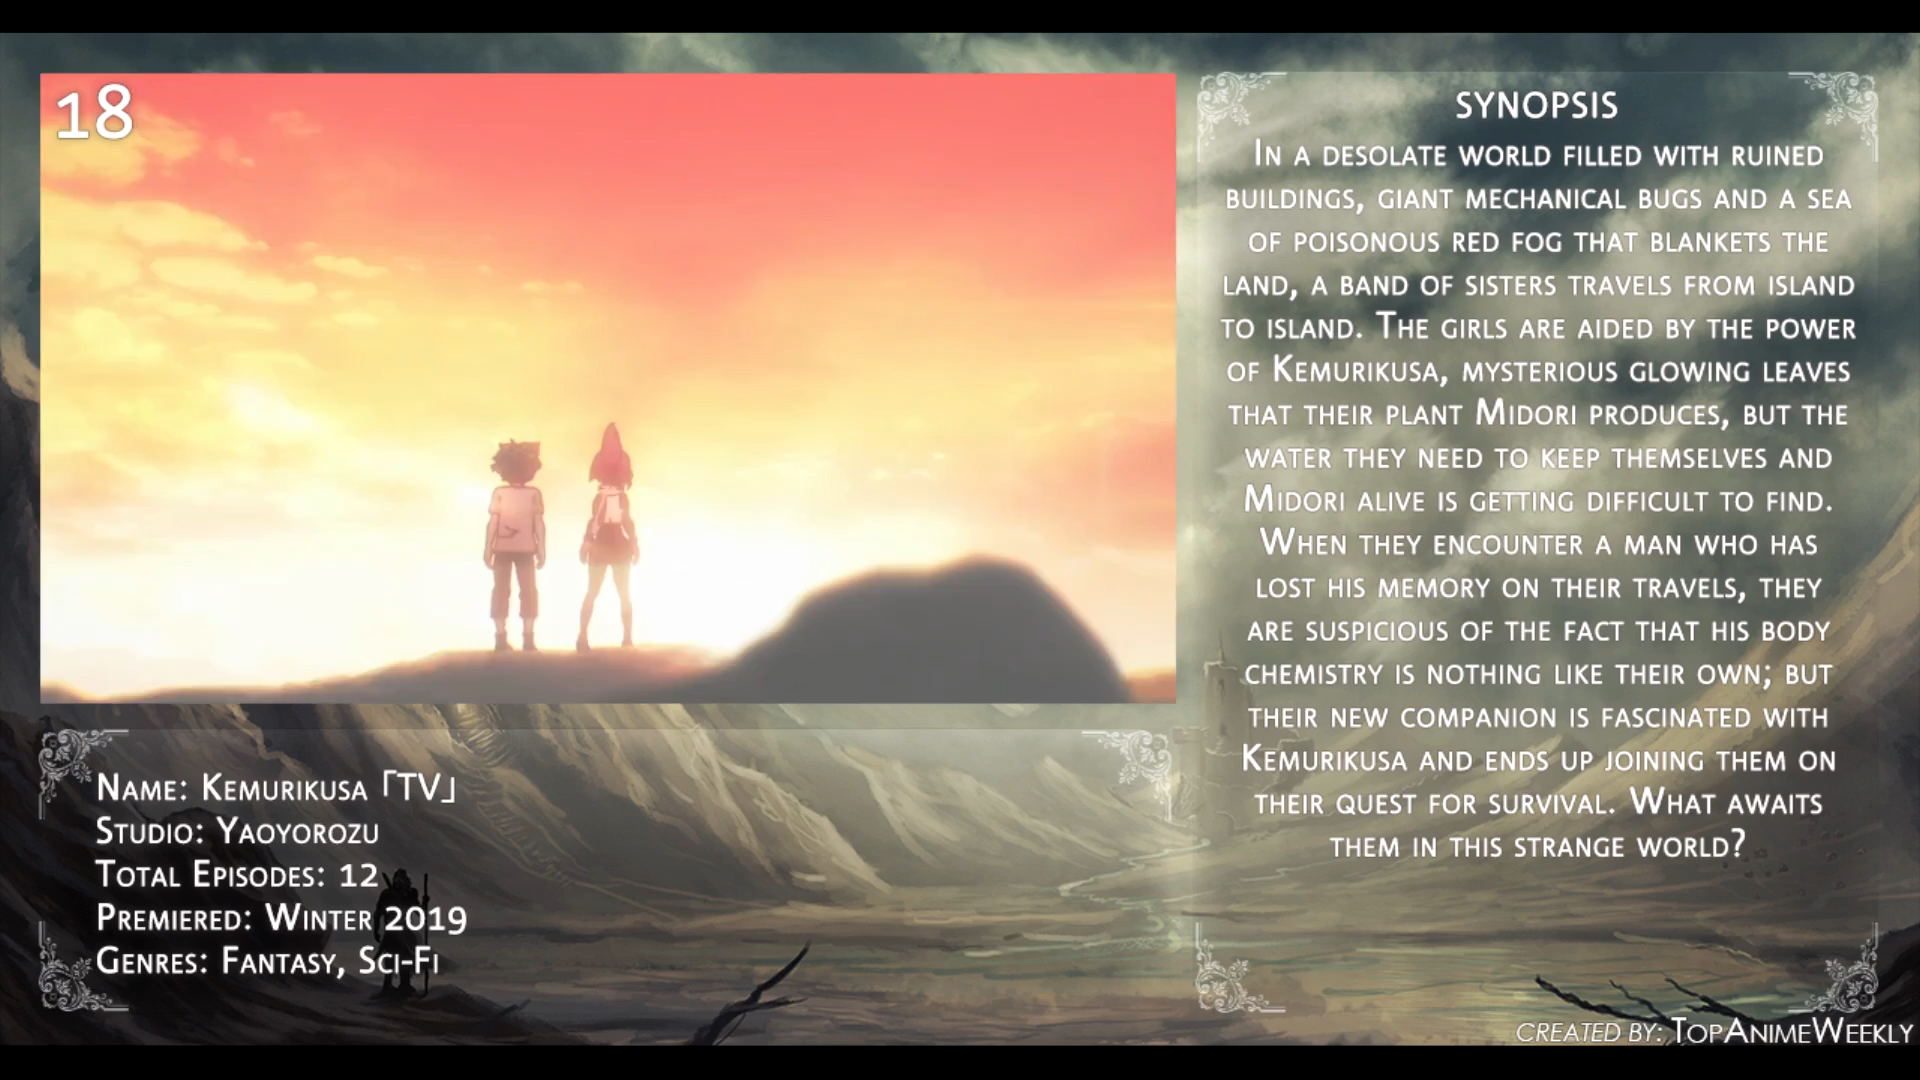 18
SYNOPSIS
In a desolate world filled with ruined
buildings, giant mechanical bugs and a sea
of poisonous red fog that blankets the
land, a band of sisters travels from island
to island. The girls are aided by the power
of Kemurikusa, mysterious glowing leaves
that their plant Midori produces, but the
water they need to keep themselves and
Midori alive is getting difficult to find.
When they encounter a man who has
lost his memory on their travels, they
are suspicious of the fact that his body
chemistry is nothing like their own; but
their new companion is fascinated with
Kemurikusa and ends up joining them on
their quest for survival. What awaits
them in this strange world?
Name: Kemurikusa「TV」
Studio: Yaoyorozu
Total Episodes: 12
Premiered: Winter 2019
Genres: Fantasy, Sci-Fi
CREATED BY: TopAnimeWeekly